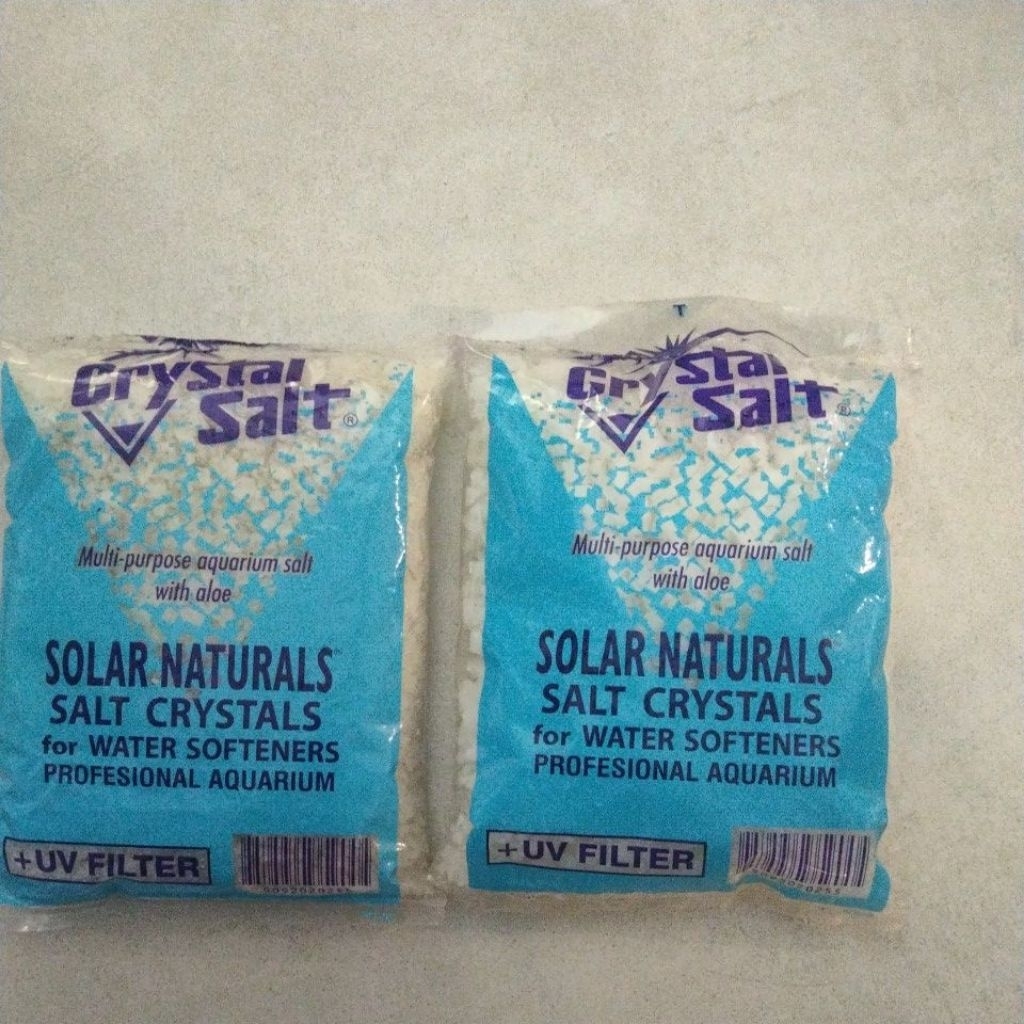 Crystal
Salt®
Multi-purpose aquarium salt
with aloe
SOLAR NATURALS™
SALT CRYSTALS
for WATER SOFTENERS
PROFESIONAL AQUARIUM
+UV FILTER
T
Crystal
Salt®
Multi-purpose aquarium salt
with aloe
SOLAR NATURALS
SALT CRYSTALS
for WATER SOFTENERS
PROFESIONAL AQUARIUM
+UV FILTER